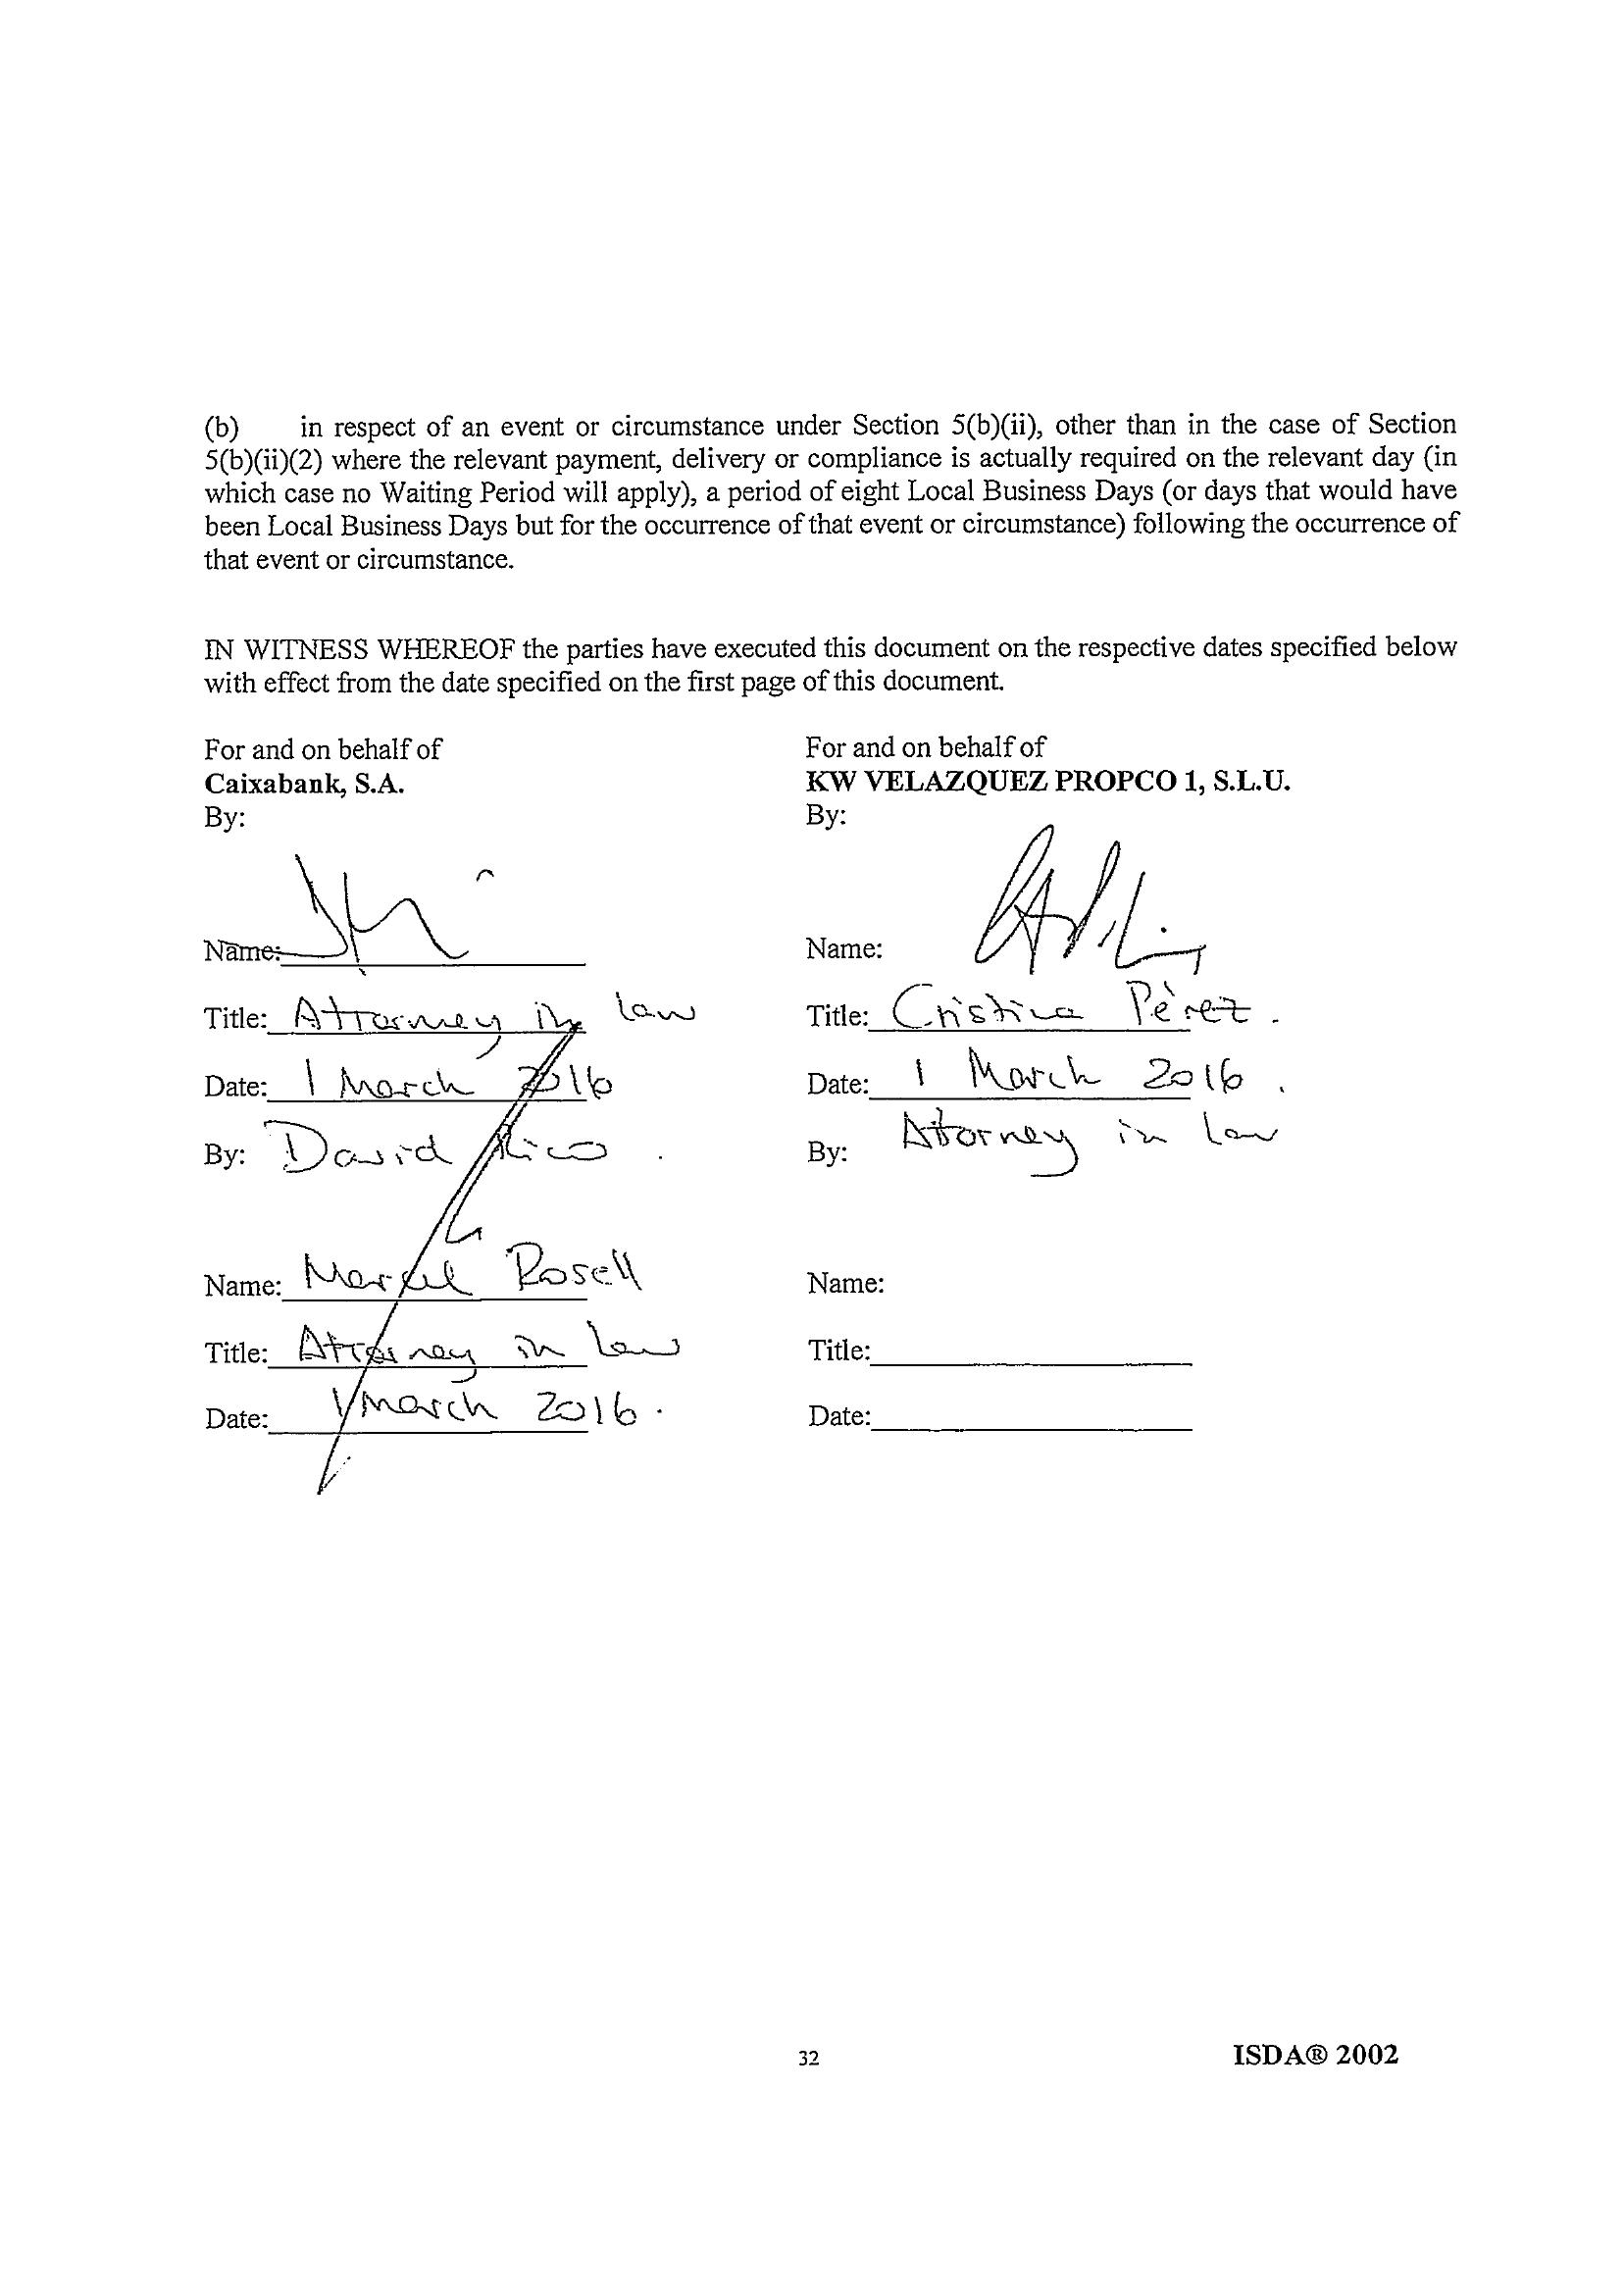 (b) in respect of an event or circumstance under Section 5(b)(ii), other than in the case of Section
5(b)(ii)(2) where the relevant payment, delivery or compliance is actually required on the relevant day (in
which case no Waiting Period will apply), a period of eight Local Business Days (or days that would have
been Local Business Days but for the occurrence of that event or circumstance) following the occurrence of
that event or circumstance.
IN WITNESS WHEREOF the parties have executed this document on the respective dates specified below
with effect from the date specified on the first page of this document.
For and on behalf of
Caixabank, S.A.
By:
Name:
Title: Attorney in law
Date: 1 March 2016
By: David Rico .
Name: Marcel Rosell
Title: Attorney in law
Date: 1 March 2016.
For and on behalf of
KW VELAZQUEZ PROPCO 1, S.L.U.
By:
Name:
Title: Cristina Pèrez.
Date: 1 March 2016.
By: Attorney in law
Name:
Title:
Date:
32
ISDA® 2002